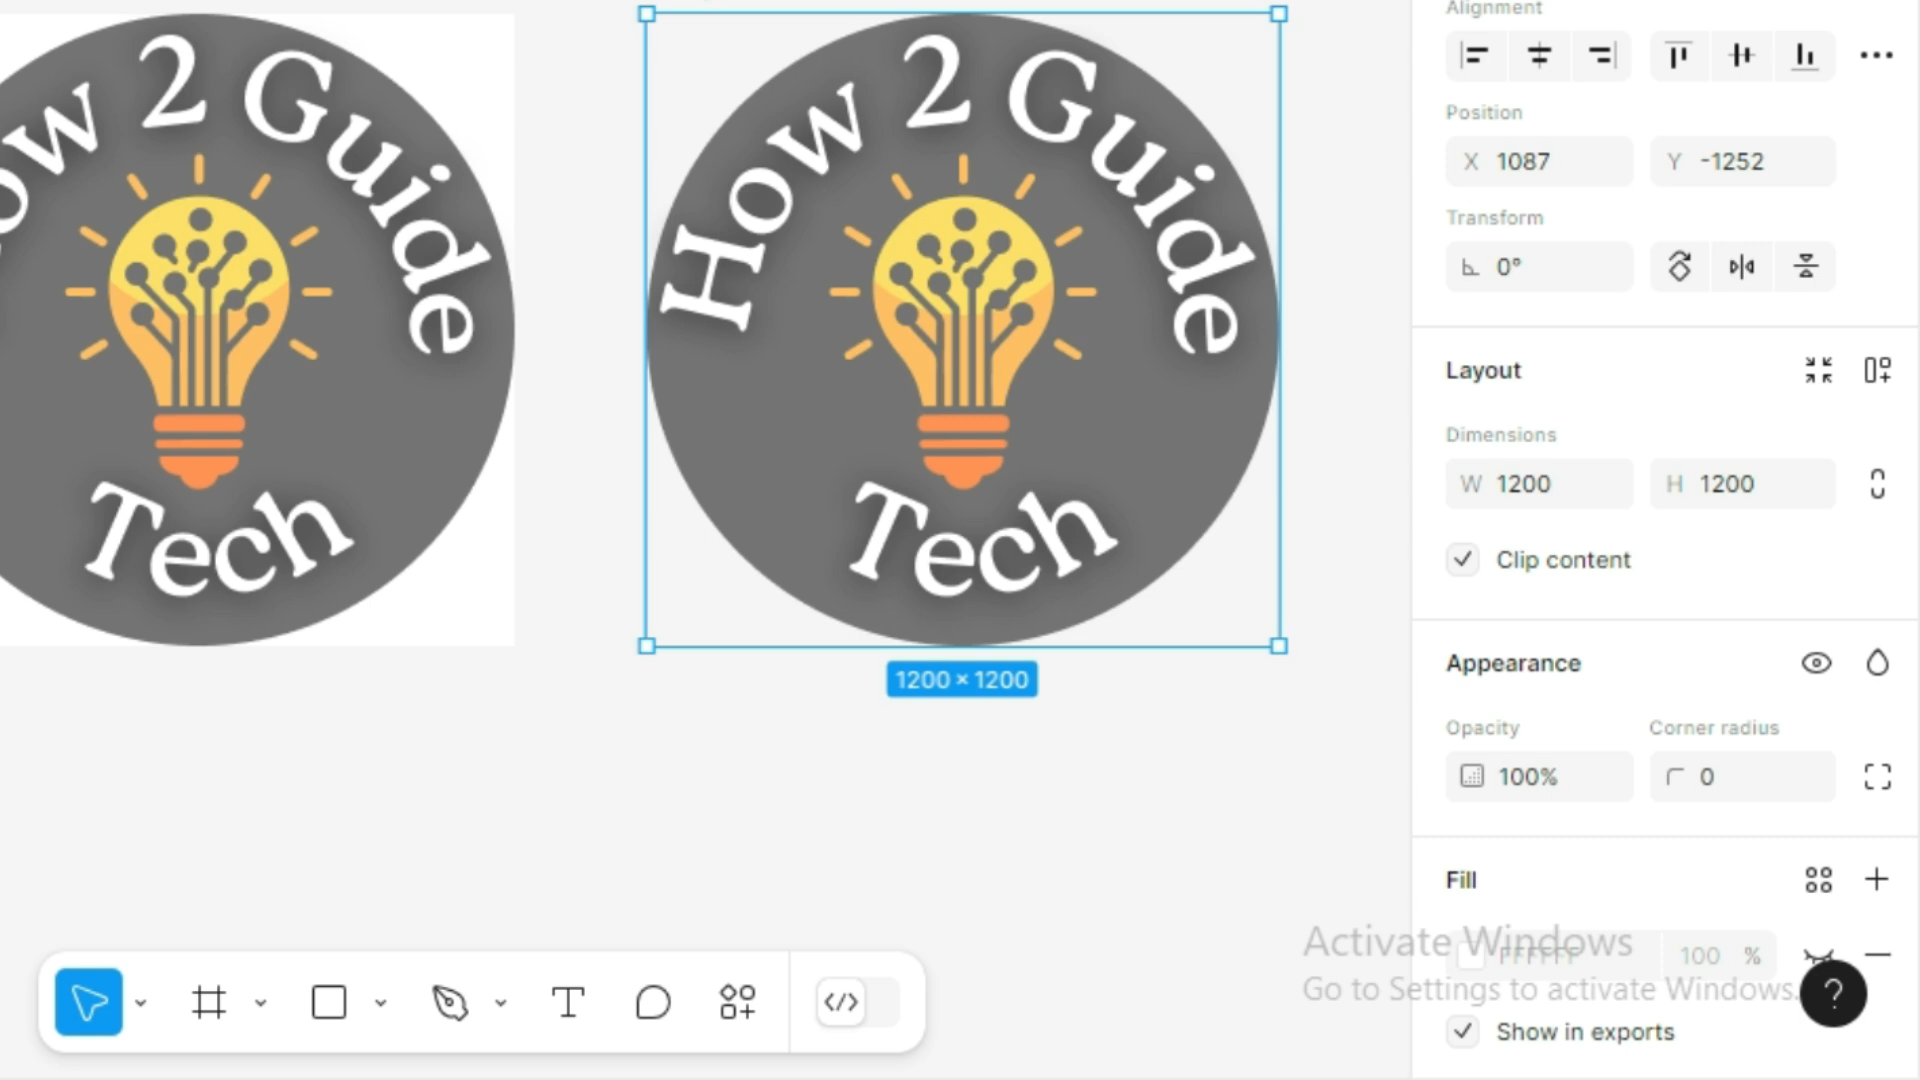 ow 2 Guide
Tech
How 2 Guide
Tech
1200 × 1200
Alignment
Position
X 1087
Y -1252
Transform
0°
Layout
Dimensions
W 1200
H 1200
Clip content
Appearance
Opacity
Corner radius
100%
0
Fill
FFFFFF
100 %
Show in exports
Activate Windows
Go to Settings to activate Windows.
?